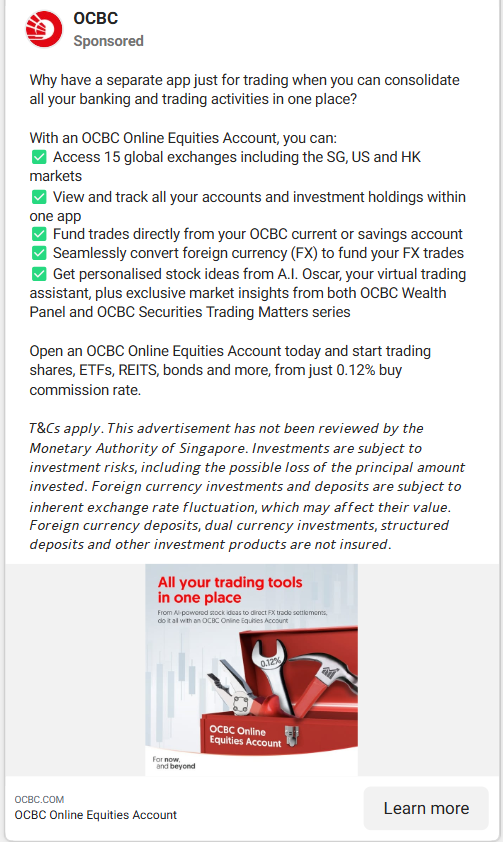 OCBC
Sponsored
Why have a separate app just for trading when you can consolidate
all your banking and trading activities in one place?
With an OCBC Online Equities Account, you can:
✅ Access 15 global exchanges including the SG, US and HK
markets
✅ View and track all your accounts and investment holdings within
one app
✅ Fund trades directly from your OCBC current or savings account
✅ Seamlessly convert foreign currency (FX) to fund your FX trades
✅ Get personalised stock ideas from A.I. Oscar, your virtual trading
assistant, plus exclusive market insights from both OCBC Wealth
Panel and OCBC Securities Trading Matters series
Open an OCBC Online Equities Account today and start trading
shares, ETFs, REITS, bonds and more, from just 0.12% buy
commission rate.
T&Cs apply. This advertisement has not been reviewed by the
Monetary Authority of Singapore. Investments are subject to
investment risks, including the possible loss of the principal amount
invested. Foreign currency investments and deposits are subject to
inherent exchange rate fluctuation, which may affect their value.
Foreign currency deposits, dual currency investments, structured
deposits and other investment products are not insured.
All your trading tools
in one place
From AI-powered stock ideas to direct FX trade settlements,
do it all with an OCBC Online Equities Account
0.12%
OCBC Online
Equities Account
For now,
and beyond
OCBC.COM
OCBC Online Equities Account
Learn more